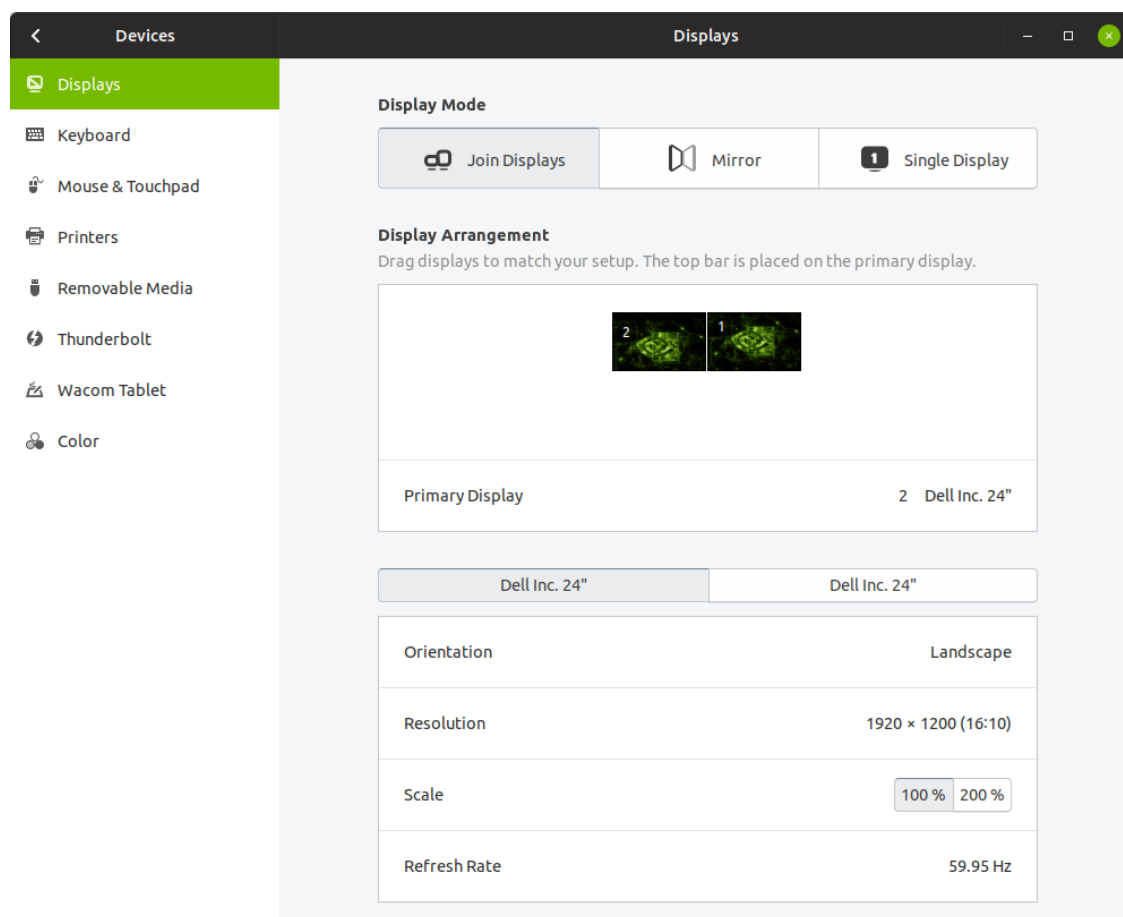 Devices
Displays
Displays
Keyboard
Mouse & Touchpad
Printers
Removable Media
Thunderbolt
Wacom Tablet
Color
Display Mode
Join Displays
Mirror
1
Single Display
Display Arrangement
Drag displays to match your setup. The top bar is placed on the primary display.
2
1
Primary Display
2 Dell Inc. 24"
Dell Inc. 24"
Dell Inc. 24"
Orientation
Landscape
Resolution
1920 × 1200 (16∶10)
Scale
100 %
200 %
Refresh Rate
59.95 Hz